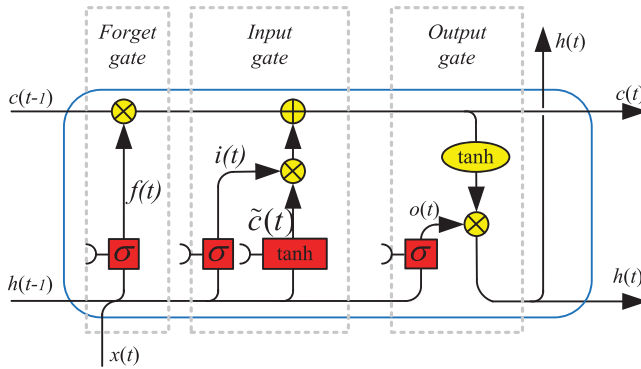 Forget
gate
Input
gate
Output
gate
h(t)
c(t-1)
c(t)
tanh
i(t)
f(t)
c̃(t)
o(t)
σ
σ
tanh
σ
h(t-1)
h(t)
x(t)